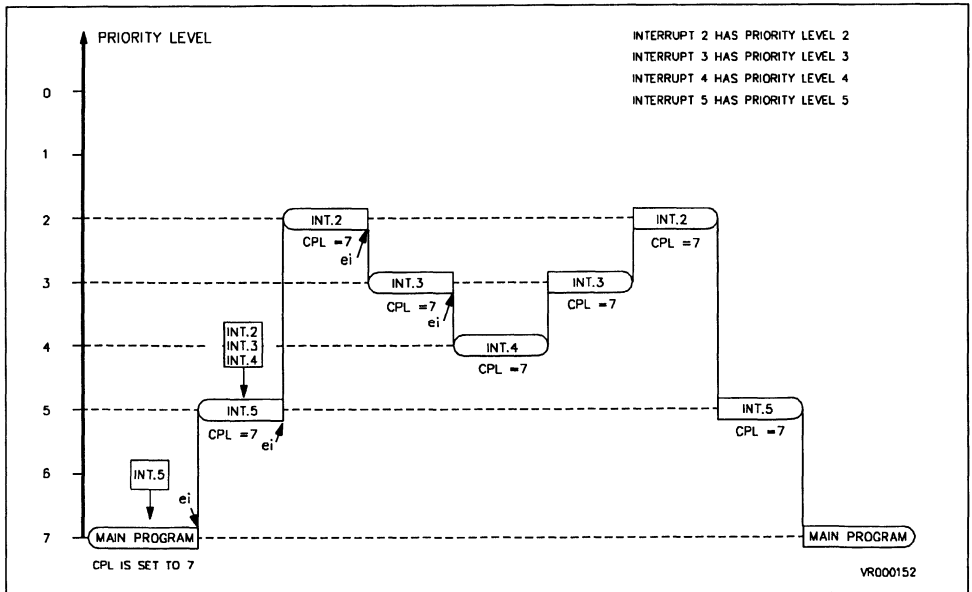 PRIORITY LEVEL
INTERRUPT 2 HAS PRIORITY LEVEL 2
INTERRUPT 3 HAS PRIORITY LEVEL 3
INTERRUPT 4 HAS PRIORITY LEVEL 4
INTERRUPT 5 HAS PRIORITY LEVEL 5
0
1
2
INT.2
CPL =7
ei
INT.2
CPL =7
3
INT.3
CPL =7
ei
INT.3
CPL =7
INT.2
INT.3
INT.4
4
INT.4
CPL =7
5
INT.5
CPL =7
ei
INT.5
CPL =7
6
INT.5
ei
7
MAIN PROGRAM
MAIN PROGRAM
CPL IS SET TO 7
VR000152